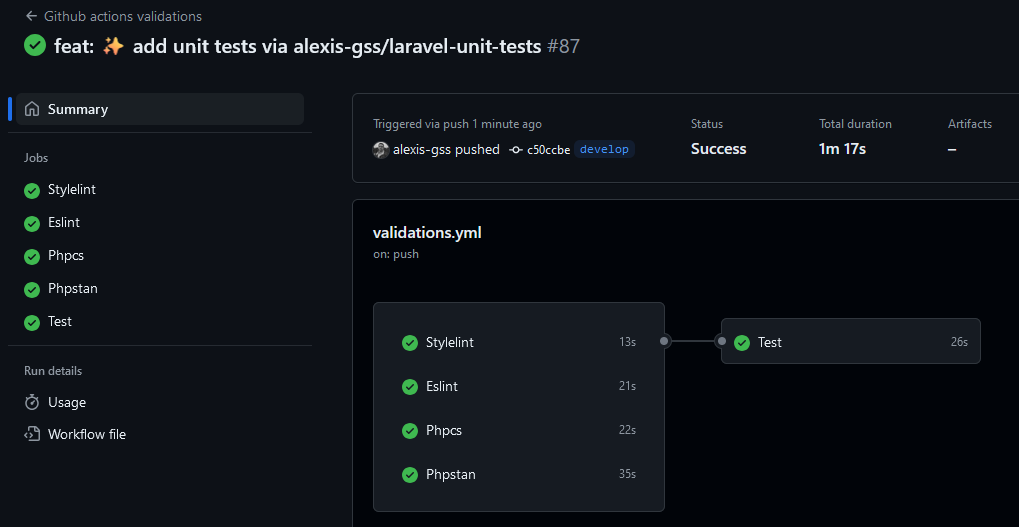 ← Github actions validations
feat: ✨ add unit tests via alexis-gss/laravel-unit-tests #87
Summary
Jobs
Stylelint
Eslint
Phpcs
Phpstan
Test
Run details
Usage
Workflow file
Triggered via push 1 minute ago
alexis-gss pushed c50ccbe develop
Status
Success
Total duration
1m 17s
Artifacts
–
validations.yml
on: push
Stylelint 13s
Eslint 21s
Phpcs 22s
Phpstan 35s
Test 26s